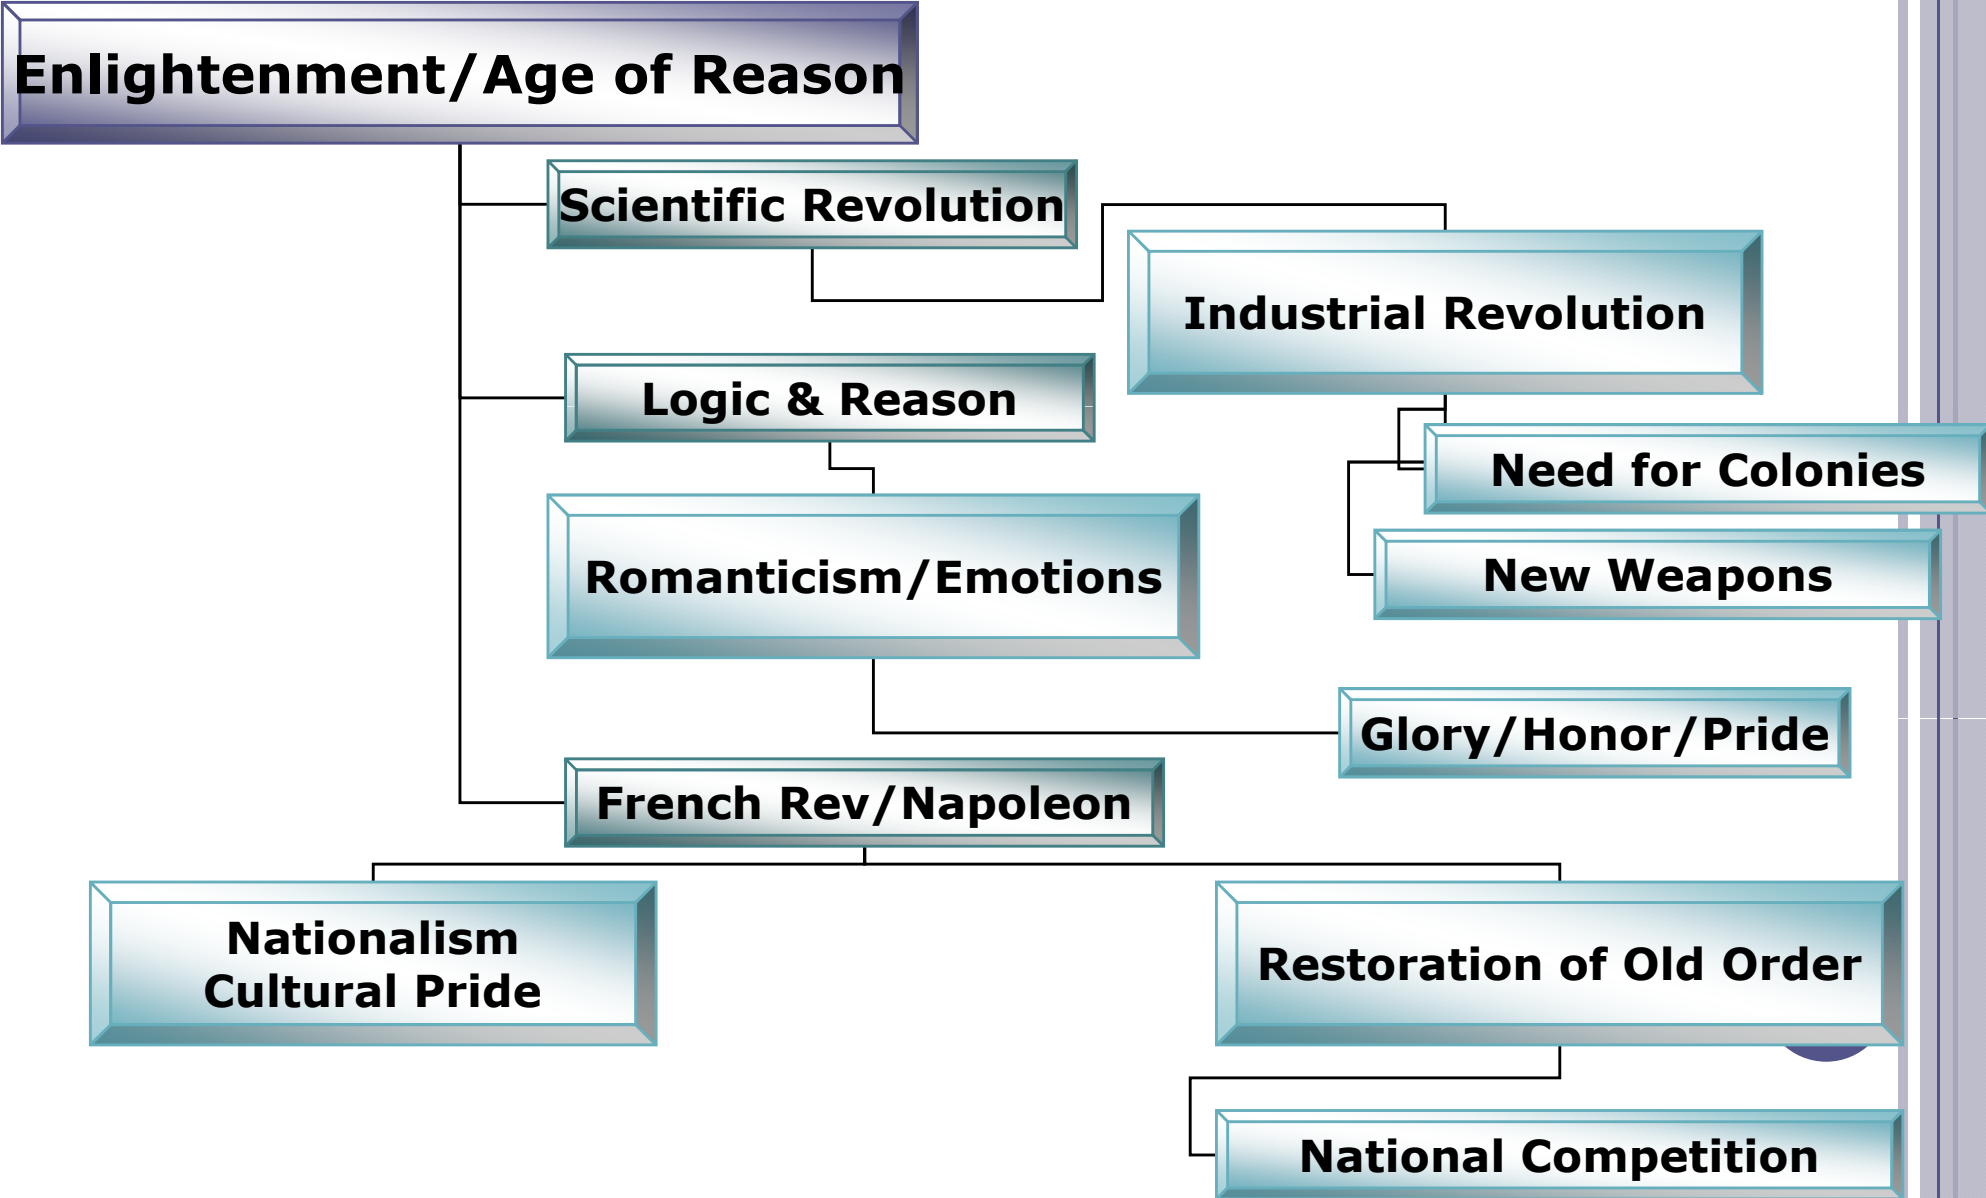 Enlightenment/Age of Reason
Scientific Revolution
Industrial Revolution
Logic & Reason
Need for Colonies
Romanticism/Emotions
New Weapons
Glory/Honor/Pride
French Rev/Napoleon
Nationalism
Cultural Pride
Restoration of Old Order
National Competition